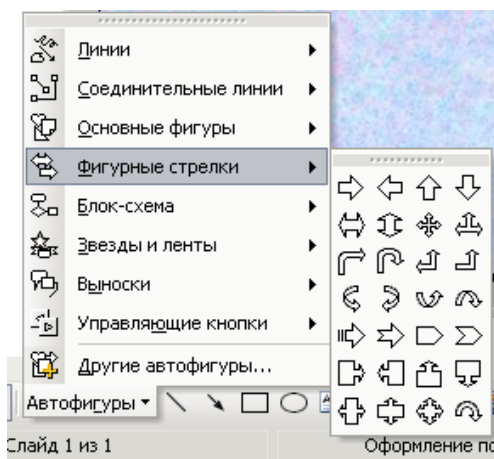 Линии
Соединительные линии
Основные фигуры
Фигурные стрелки
Блок-схема
Звезды и ленты
Выноски
Управляющие кнопки
Другие автофигуры...
Автофигуры
Слайд 1 из 1
Оформление по